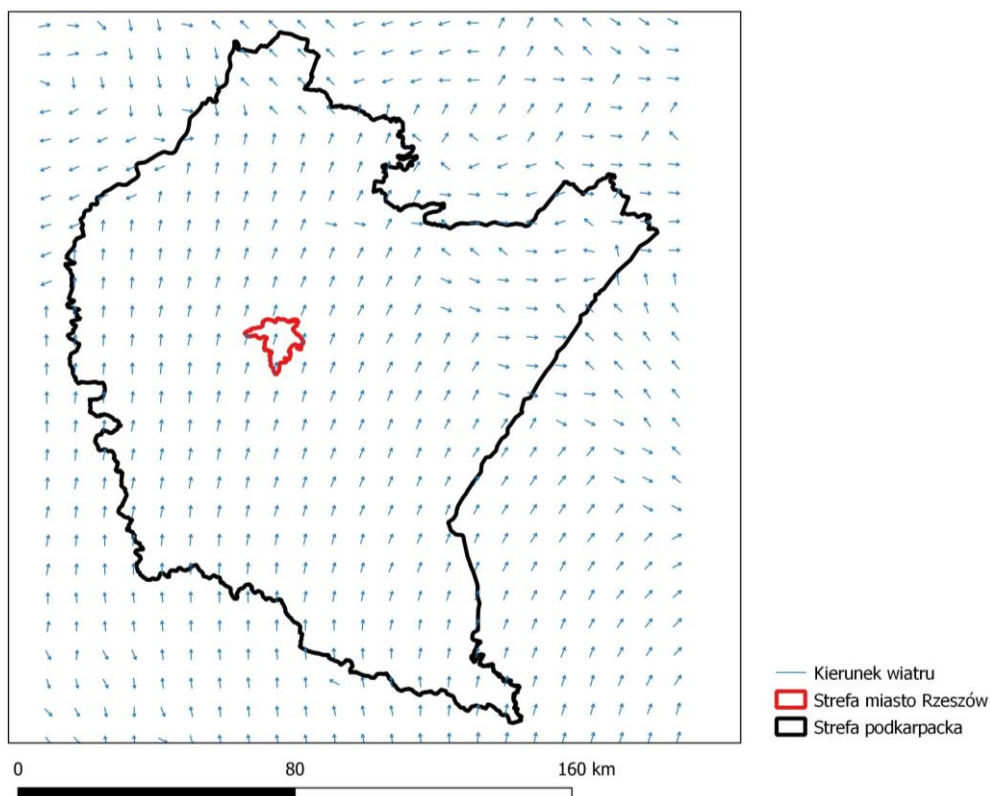 Kierunek wiatru
Strefa miasto Rzeszów
Strefa podkarpacka
0 80 160 km